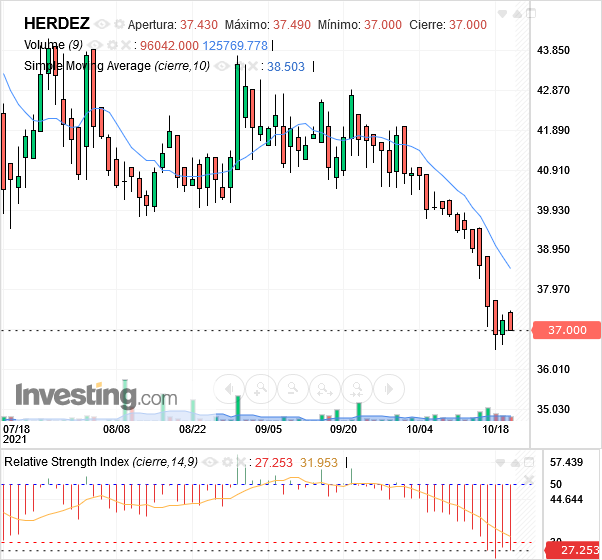 HERDEZ Apertura: 37.430 Máximo: 37.490 Mínimo: 37.000 Cierre: 37.000
Volume (9) : 96042.000 125769.778
Simple Moving Average (cierre,10) : 38.503
43.850
42.870
41.890
40.910
39.930
38.950
37.970
37.000
36.010
35.030
Investing.com
07/18 08/08 08/22 09/05 09/20 10/04 10/18
2021
Relative Strength Index (cierre,14,9) : 27.253 31.953
57.439
50 50
44.644
30 30
27.253